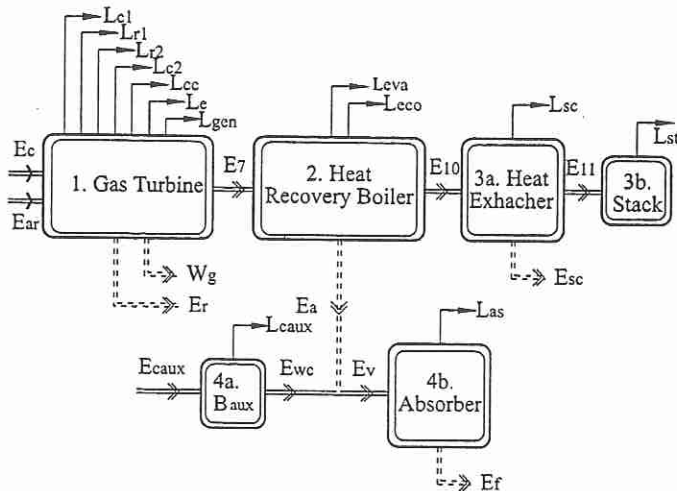 Lc1
Lr1
Lr2
Lc2
Lcc
Le
Lgen
Leva
Leco
Lsc
Lst
Ec
Ear
1. Gas Turbine
E7
2. Heat
Recovery Boiler
E10
3a. Heat
Exhacher
E11
3b.
Stack
Wg
Er
Ea
Esc
Lcaux
Las
Ecaux
4a.
Baux
Ewc
Ev
4b.
Absorber
Ef